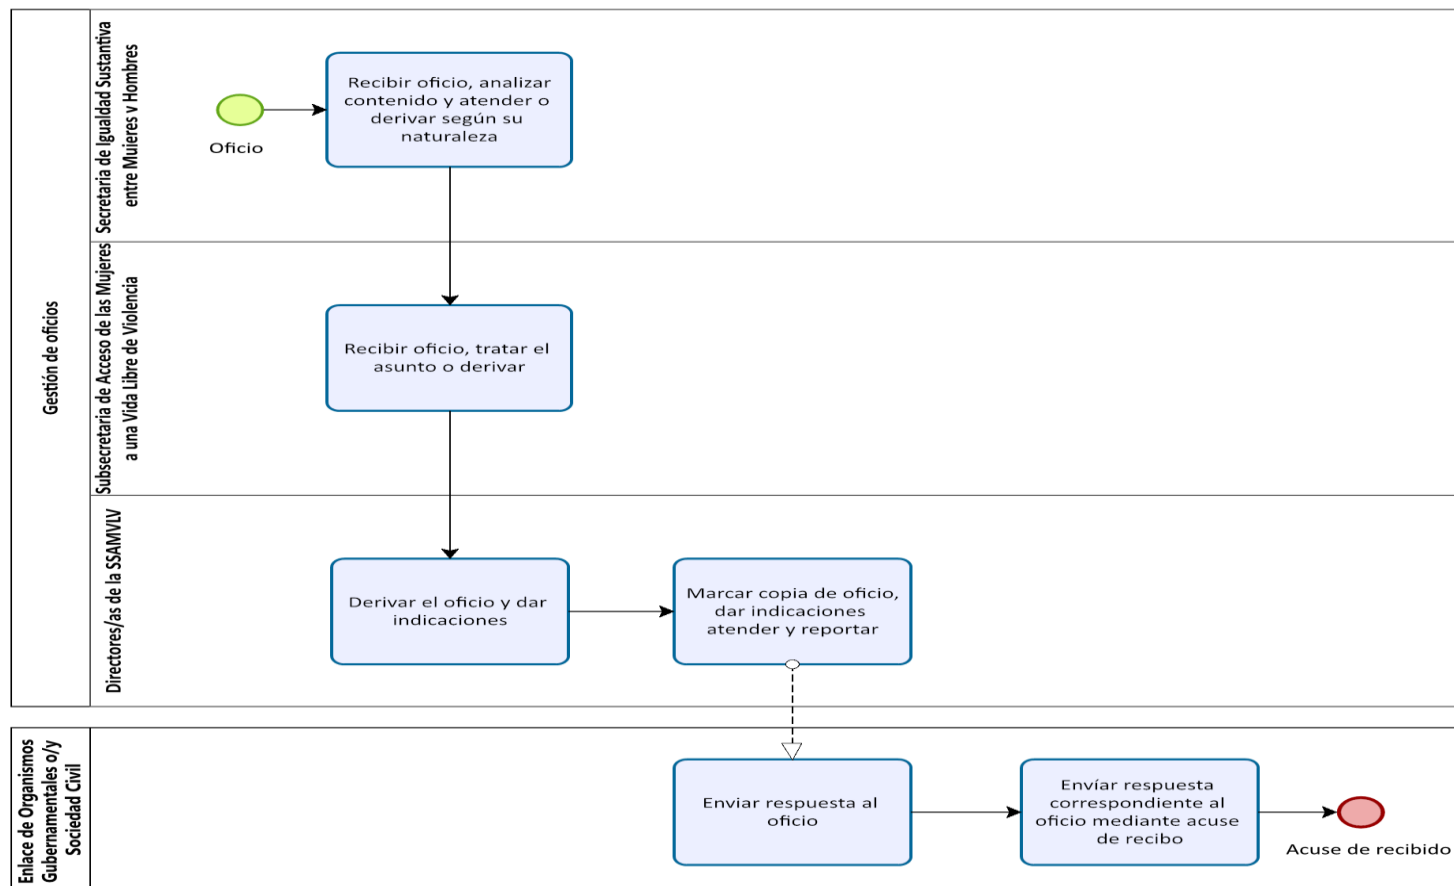 Gestión de oficios
Secretaria de Igualdad Sustantiva
entre Muieres v Hombres
Oficio
Recibir oficio, analizar
contenido y atender o
derivar según su
naturaleza
Subsecretaria de Acceso de las Mujeres
a una Vida Libre de Violencia
Recibir oficio, tratar el
asunto o derivar
Directores/as de la SSAMVLV
Derivar el oficio y dar
indicaciones
Marcar copia de oficio,
dar indicaciones
atender y reportar
Enlace de Organismos
Gubernamentales o/y
Sociedad Civil
Enviar respuesta al
oficio
Envíar respuesta
correspondiente al
oficio mediante acuse
de recibo
Acuse de recibido